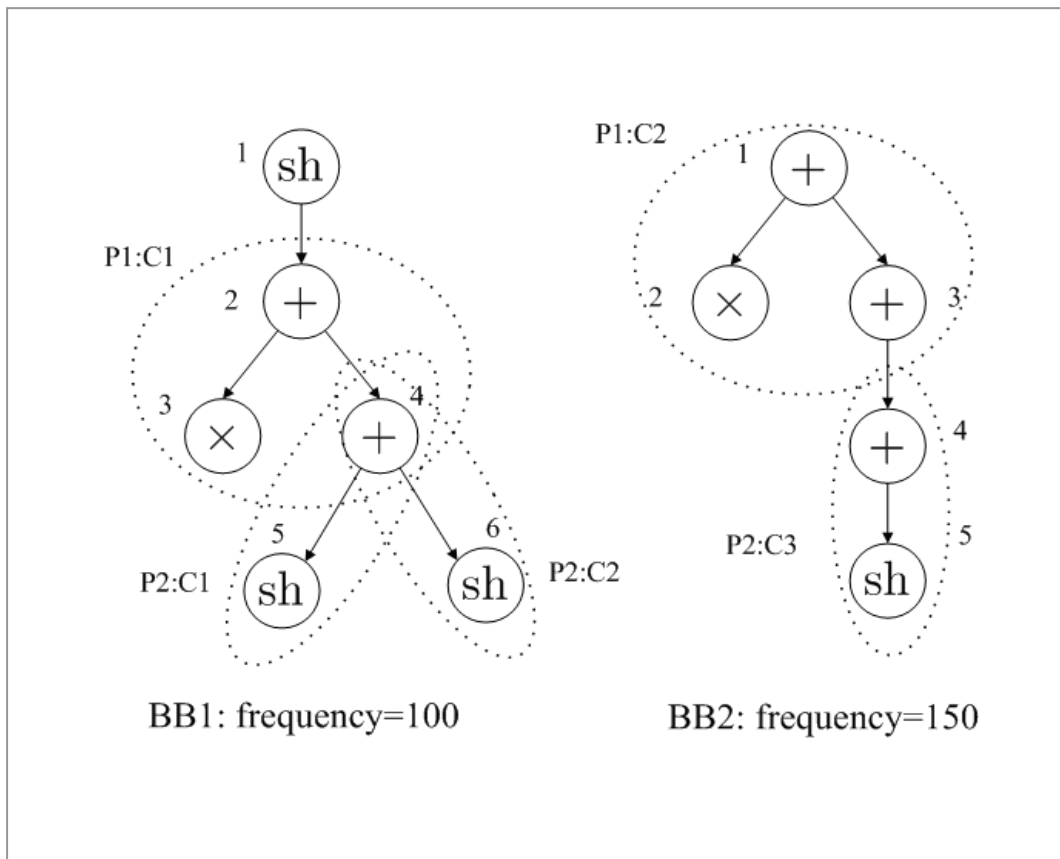 1
sh
P1:C1
2
+
3
×
4
+
5
sh
6
sh
P2:C1
P2:C2
BB1: frequency=100
P1:C2
1
+
2
×
3
+
4
+
P2:C3
5
sh
BB2: frequency=150